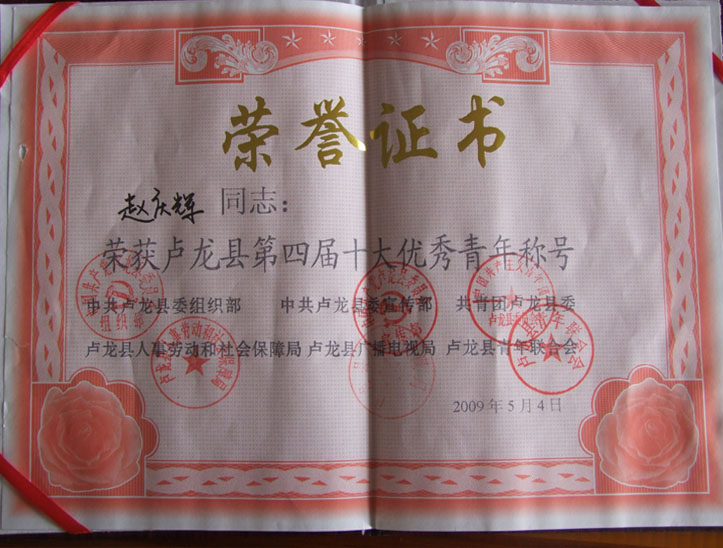 荣誉证书
赵庆辉 同志：
荣获卢龙县第四届十大优秀青年称号
中共卢龙县委组织部 中共卢龙县委宣传部 共青团卢龙县委
卢龙县人事劳动和社会保障局 卢龙县广播电视局 卢龙县青年联合会
2009年5月4日
组织部